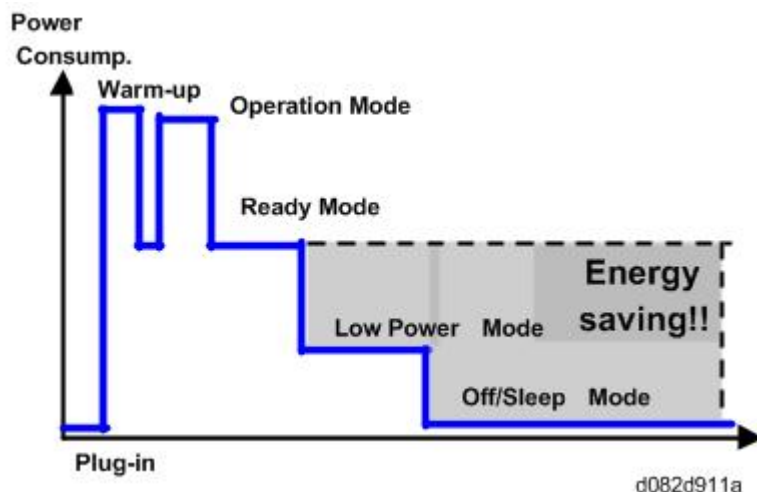 Power
Consump.
Warm-up
Operation Mode
Ready Mode
Energy
saving!!
Low Power Mode
Off/Sleep Mode
Plug-in
d082d911a